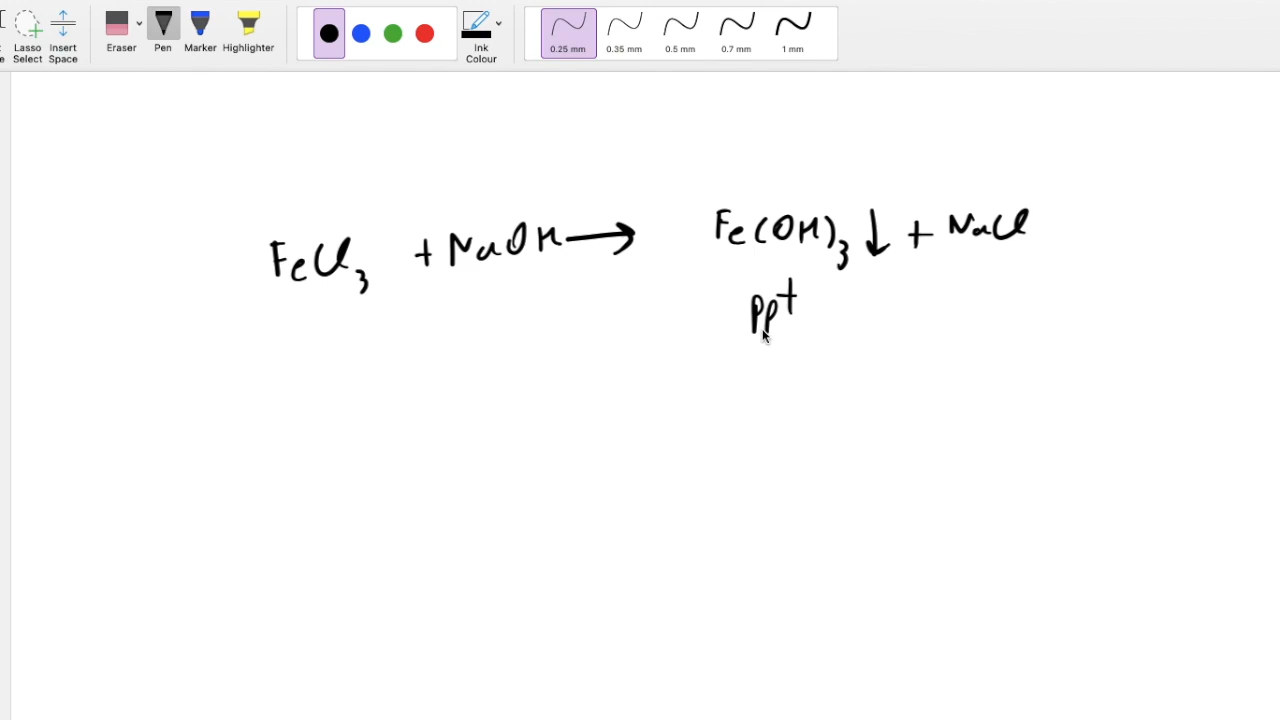 Lasso Select
Insert Space
Eraser
Pen
Marker
Highlighter
Ink Colour
0.25 mm
0.35 mm
0.5 mm
0.7 mm
1 mm
FeCl₃ + NaOH → Fe(OH)₃ ↓ + NaCl
ppt